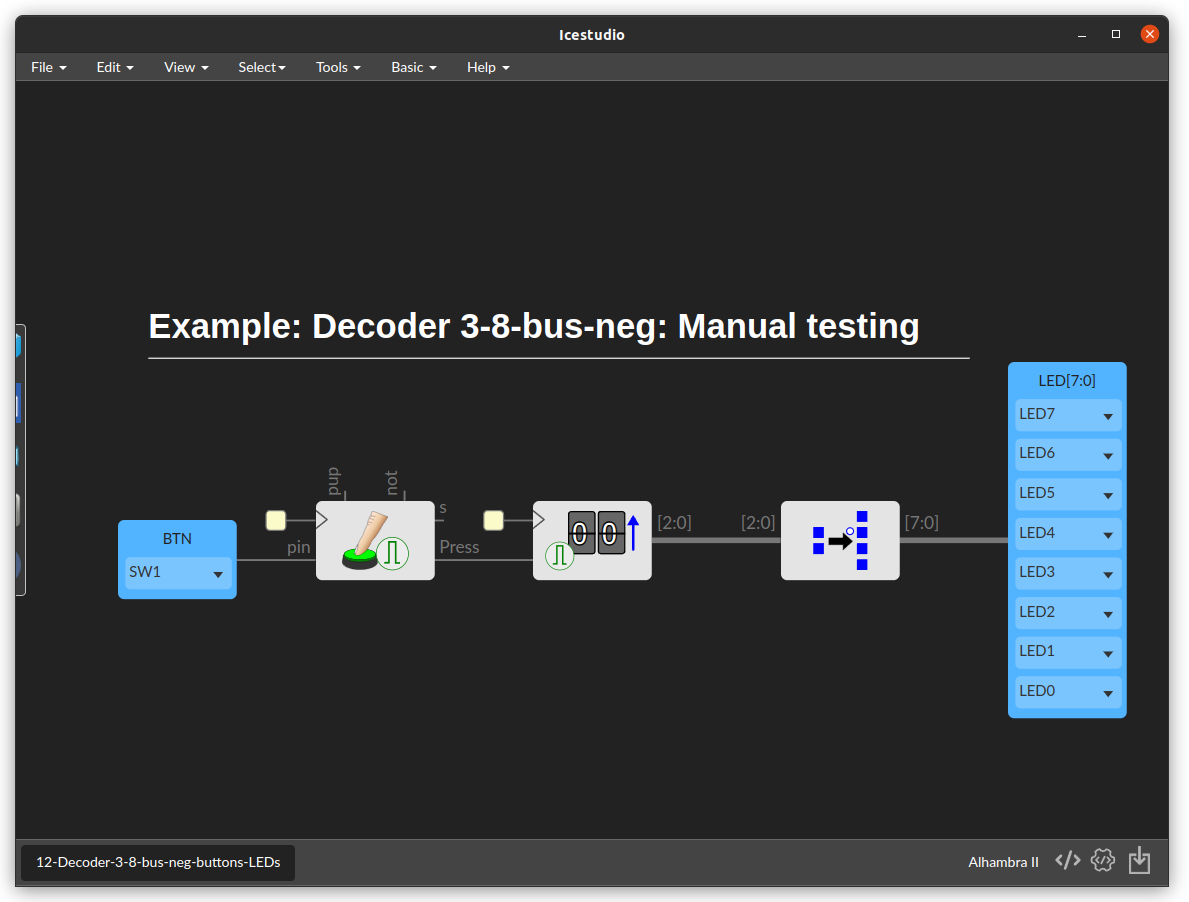 Icestudio
File Edit View Select Tools Basic Help
Example: Decoder 3-8-bus-neg: Manual testing
LED[7:0]
LED7
LED6
LED5
LED4
LED3
LED2
LED1
LED0
pup
not
s
[2:0]
[2:0]
[7:0]
0 0
BTN
SW1
pin
Press
12-Decoder-3-8-bus-neg-buttons-LEDs
Alhambra II